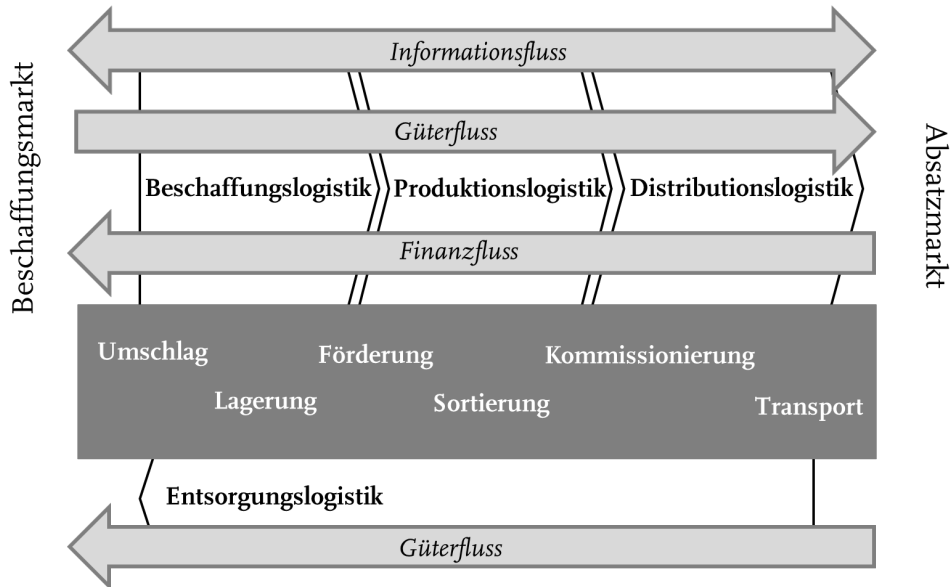 Informationsfluss
Güterfluss
Beschaffungsmarkt
Absatzmarkt
Beschaffungslogistik
Produktionslogistik
Distributionslogistik
Finanzfluss
Umschlag
Förderung
Kommissionierung
Lagerung
Sortierung
Transport
Entsorgungslogistik
Güterfluss